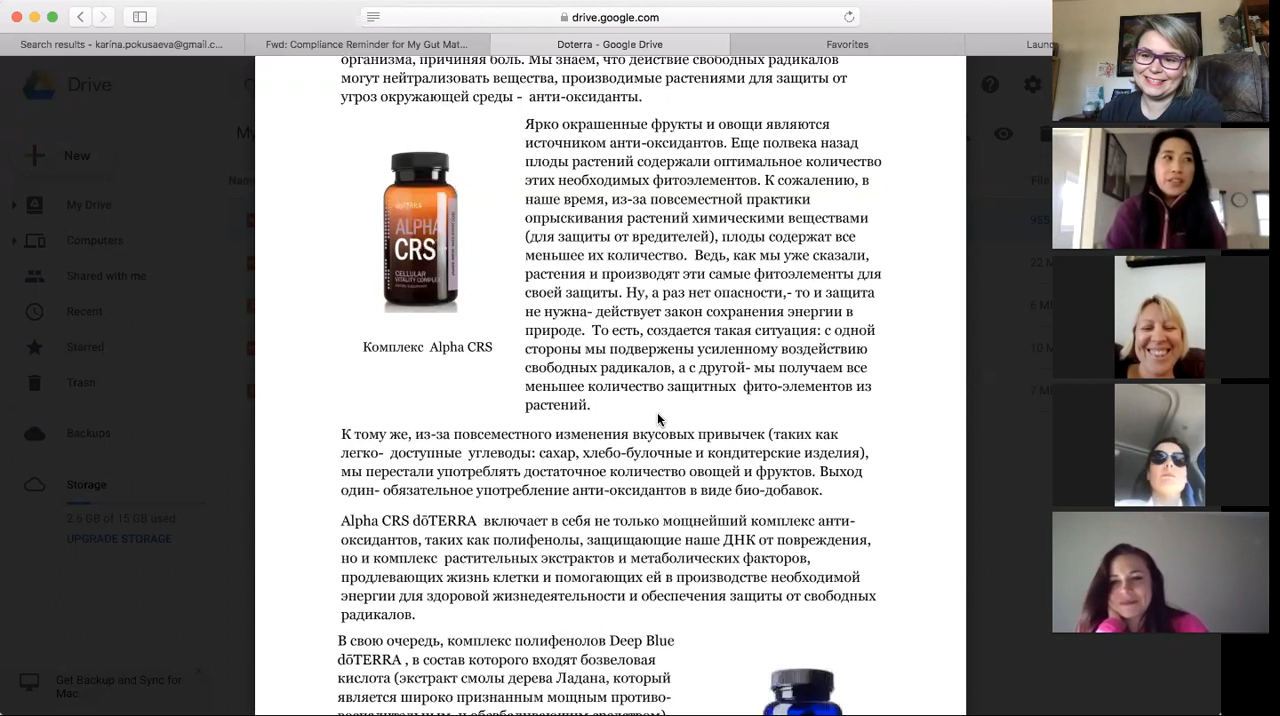 drive.google.com
Search results - karina.pokusaeva@gmail.c...
Fwd: Compliance Reminder for My Gut Mat...
Doterra - Google Drive
Favorites
Laun
Drive
New
My Drive
Computers
Shared with me
Recent
Starred
Trash
Backups
Storage
2.5 GB of 15 GB used
UPGRADE STORAGE
Get Backup and Sync for
Mac.
File
организма, причиняя боль. Мы знаем, что действие свободных радикалов
могут нейтрализовать вещества, производимые растениями для защиты от
угроз окружающей среды - анти-оксиданты.
ALPHA
CRS
CELLULAR
VITALITY COMPLEX
Комплекс Alpha CRS
Ярко окрашенные фрукты и овощи являются
источником анти-оксидантов. Еще полвека назад
плоды растений содержали оптимальное количество
этих необходимых фитоэлементов. К сожалению, в
наше время, из-за повсеместной практики
опрыскивания растений химическими веществами
(для защиты от вредителей), плоды содержат все
меньшее их количество. Ведь, как мы уже сказали,
растения и производят эти самые фитоэлементы для
своей защиты. Ну, а раз нет опасности,- то и защита
не нужна- действует закон сохранения энергии в
природе. То есть, создается такая ситуация: с одной
стороны мы подвержены усиленному воздействию
свободных радикалов, а с другой- мы получаем все
меньшее количество защитных фито-элементов из
растений.
К тому же, из-за повсеместного изменения вкусовых привычек (таких как
легко- доступные углеводы: сахар, хлебо-булочные и кондитерские изделия),
мы перестали употреблять достаточное количество овощей и фруктов. Выход
один- обязательное употребление анти-оксидантов в виде био-добавок.
Alpha CRS dōTERRA включает в себя не только мощнейший комплекс анти-
оксидантов, таких как полифенолы, защищающие наше ДНК от повреждения,
но и комплекс растительных экстрактов и метаболических факторов,
продлевающих жизнь клетки и помогающих ей в производстве необходимой
энергии для здоровой жизнедеятельности и обеспечения защиты от свободных
радикалов.
В свою очередь, комплекс полифенолов Deep Blue
dōTERRA , в состав которого входят бозвеловая
кислота (экстракт смолы дерева Ладана, который
является широко признанным мощным противо-